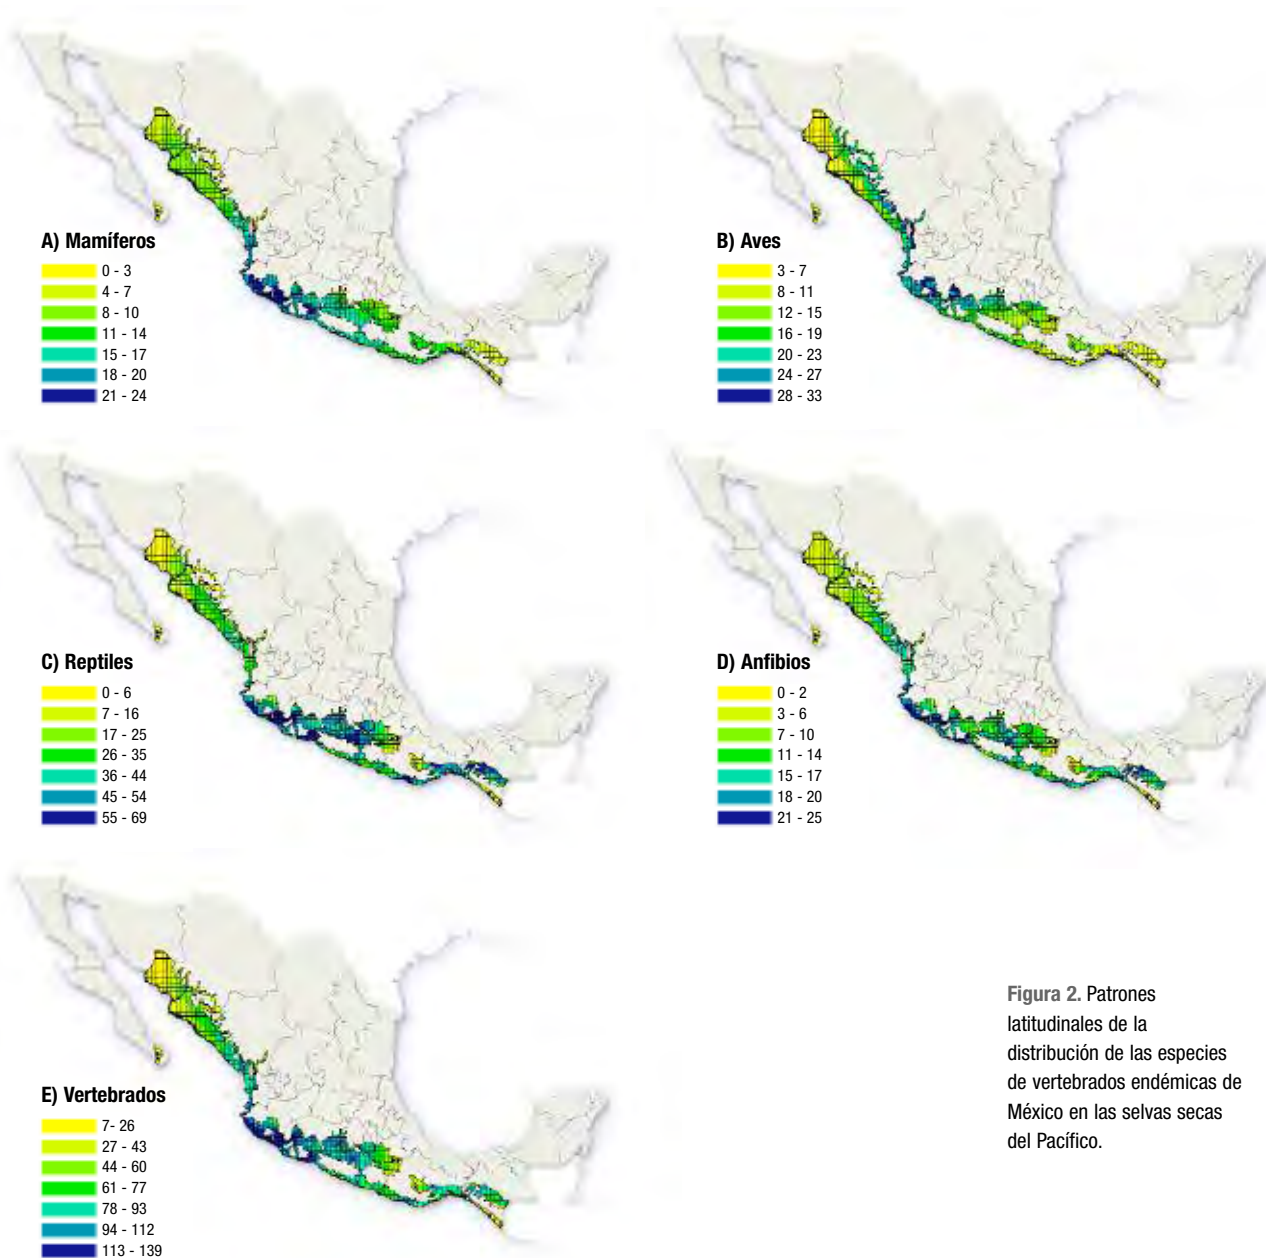 A) Mamíferos
0 - 3
4 - 7
8 - 10
11 - 14
15 - 17
18 - 20
21 - 24
B) Aves
3 - 7
8 - 11
12 - 15
16 - 19
20 - 23
24 - 27
28 - 33
C) Reptiles
0 - 6
7 - 16
17 - 25
26 - 35
36 - 44
45 - 54
55 - 69
D) Anfibios
0 - 2
3 - 6
7 - 10
11 - 14
15 - 17
18 - 20
21 - 25
E) Vertebrados
7- 26
27 - 43
44 - 60
61 - 77
78 - 93
94 - 112
113 - 139
Figura 2. Patrones
latitudinales de la
distribución de las especies
de vertebrados endémicas de
México en las selvas secas
del Pacífico.